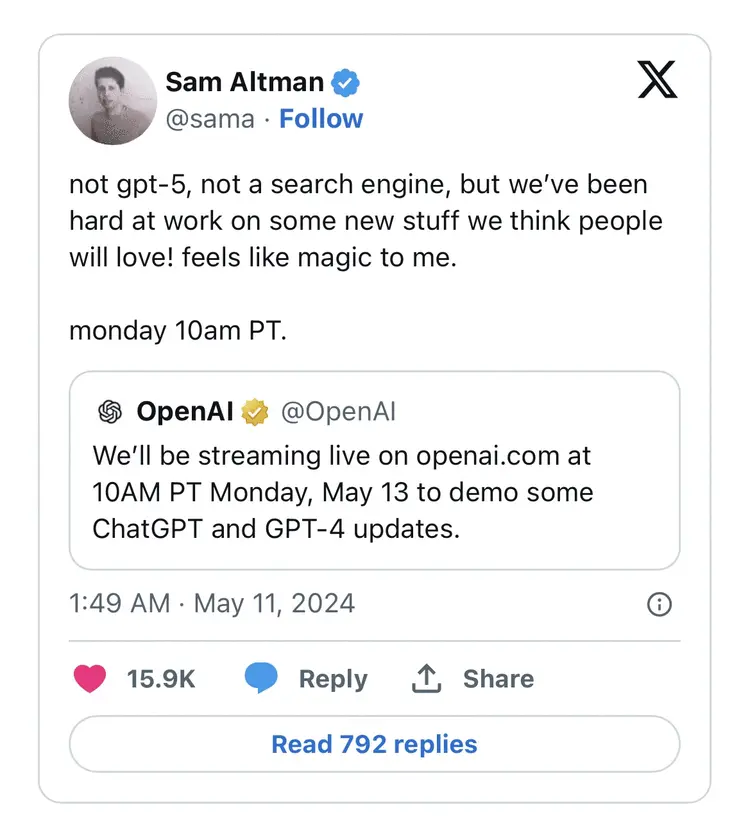 Sam Altman
@sama · Follow
not gpt-5, not a search engine, but we’ve been
hard at work on some new stuff we think people
will love! feels like magic to me.
monday 10am PT.
OpenAI @OpenAI
We’ll be streaming live on openai.com at
10AM PT Monday, May 13 to demo some
ChatGPT and GPT-4 updates.
1:49 AM · May 11, 2024
15.9K Reply Share
Read 792 replies